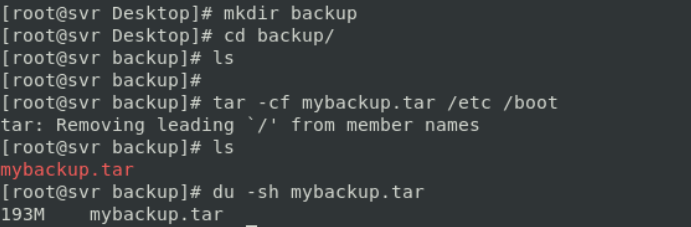 [root@svr Desktop]# mkdir backup
[root@svr Desktop]# cd backup/
[root@svr backup]# ls
[root@svr backup]#
[root@svr backup]# tar -cf mybackup.tar /etc /boot
tar: Removing leading `/' from member names
[root@svr backup]# ls
mybackup.tar
[root@svr backup]# du -sh mybackup.tar
193M    mybackup.tar